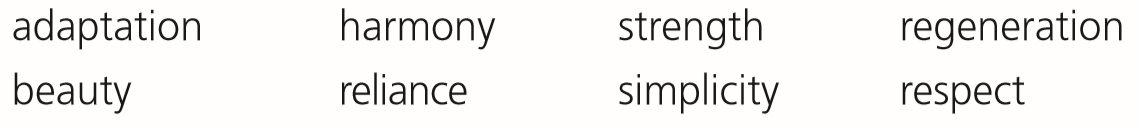 adaptation harmony strength regeneration
beauty reliance simplicity respect